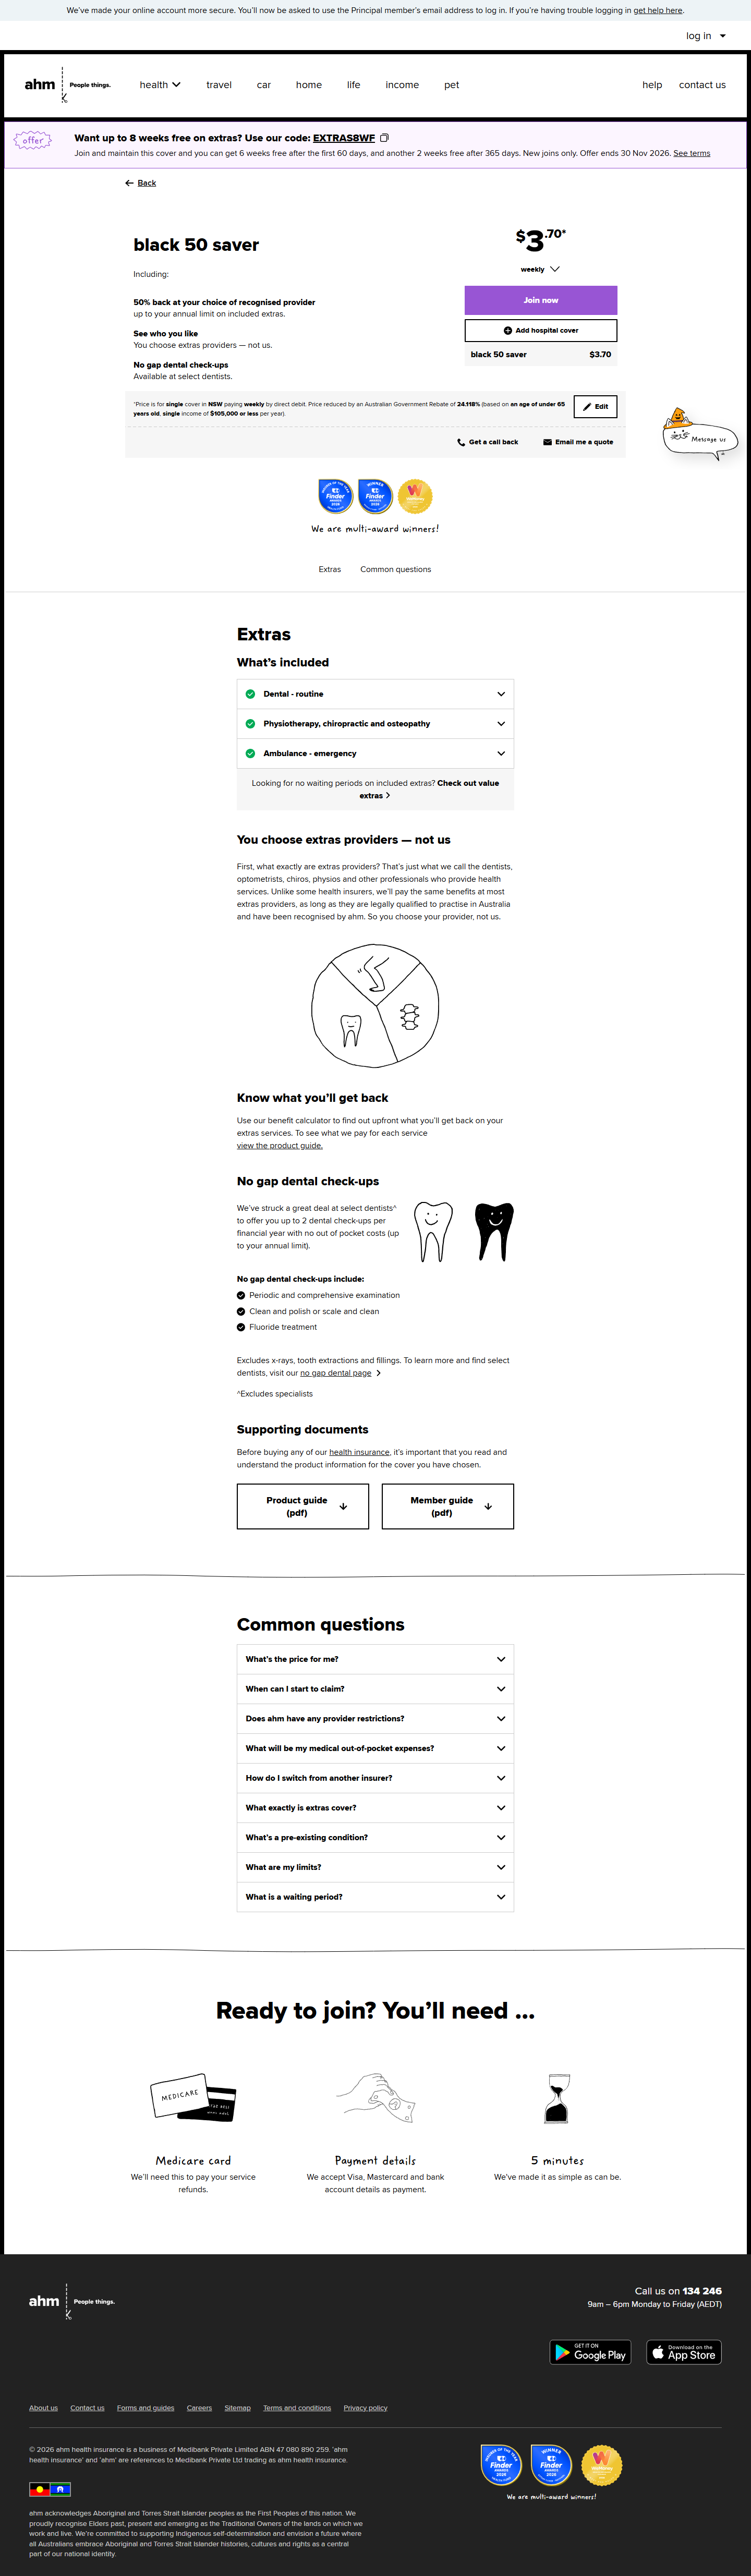 We've made your online account more secure. You'll now be asked to use the Principal member's email address to log in. If you're having trouble logging in get help here.
log in
ahm People things.
health travel car home life income pet help contact us
offer
Want up to 8 weeks free on extras? Use our code: EXTRAS8WF
Join and maintain this cover and you can get 6 weeks free after the first 60 days, and another 2 weeks free after 365 days. New joins only. Offer ends 30 Nov 2026. See terms
Back
black 50 saver
Including:
50% back at your choice of recognised provider
up to your annual limit on included extras.
See who you like
You choose extras providers — not us.
No gap dental check-ups
Available at select dentists.
$3.70*
weekly
Join now
Add hospital cover
black 50 saver $3.70
*Price is for single cover in NSW paying weekly by direct debit. Price reduced by an Australian Government Rebate of 24.118% (based on an age of under 65
years old, single income of $105,000 or less per year).
Edit
Get a call back Email me a quote
Message us
We are multi-award winners!
Extras Common questions
Extras
What's included
Dental - routine
Physiotherapy, chiropractic and osteopathy
Ambulance - emergency
Looking for no waiting periods on included extras? Check out value
extras
You choose extras providers — not us
First, what exactly are extras providers? That's just what we call the dentists,
optometrists, chiros, physios and other professionals who provide health
services. Unlike some health insurers, we'll pay the same benefits at most
extras providers, as long as they are legally qualified to practise in Australia
and have been recognised by ahm. So you choose your provider, not us.
Know what you'll get back
Use our benefit calculator to find out upfront what you'll get back on your
extras services. To see what we pay for each service
view the product guide.
No gap dental check-ups
We've struck a great deal at select dentists^
to offer you up to 2 dental check-ups per
financial year with no out of pocket costs (up
to your annual limit).
No gap dental check-ups include:
Periodic and comprehensive examination
Clean and polish or scale and clean
Fluoride treatment
Excludes x-rays, tooth extractions and fillings. To learn more and find select
dentists, visit our no gap dental page
^Excludes specialists
Supporting documents
Before buying any of our health insurance, it's important that you read and
understand the product information for the cover you have chosen.
Product guide
(pdf)
Member guide
(pdf)
Common questions
What's the price for me?
When can I start to claim?
Does ahm have any provider restrictions?
What will be my medical out-of-pocket expenses?
How do I switch from another insurer?
What exactly is extras cover?
What's a pre-existing condition?
What are my limits?
What is a waiting period?
Ready to join? You'll need ...
MEDICARE
Medicare card
We'll need this to pay your service
refunds.
Payment details
We accept Visa, Mastercard and bank
account details as payment.
5 minutes
We've made it as simple as can be.
ahm People things.
Call us on 134 246
9am – 6pm Monday to Friday (AEDT)
GET IT ON
Google Play
Download on the
App Store
About us Contact us Forms and guides Careers Sitemap Terms and conditions Privacy policy
© 2026 ahm health insurance is a business of Medibank Private Limited ABN 47 080 890 259. 'ahm
health insurance' and 'ahm' are references to Medibank Private Ltd trading as ahm health insurance.
We are multi-award winners!
ahm acknowledges Aboriginal and Torres Strait Islander peoples as the First Peoples of this nation. We
proudly recognise Elders past, present and emerging as the Traditional Owners of the lands on which we
work and live. We're committed to supporting Indigenous self-determination and envision a future where
all Australians embrace Aboriginal and Torres Strait Islander histories, cultures and rights as a central
part of our national identity.